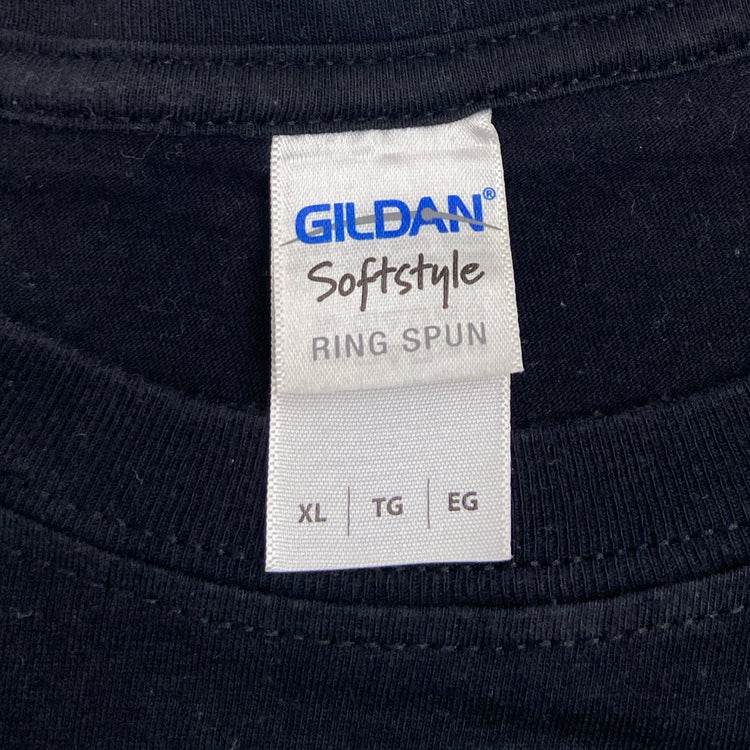 GILDAN®
Softstyle
RING SPUN
XL | TG | EG